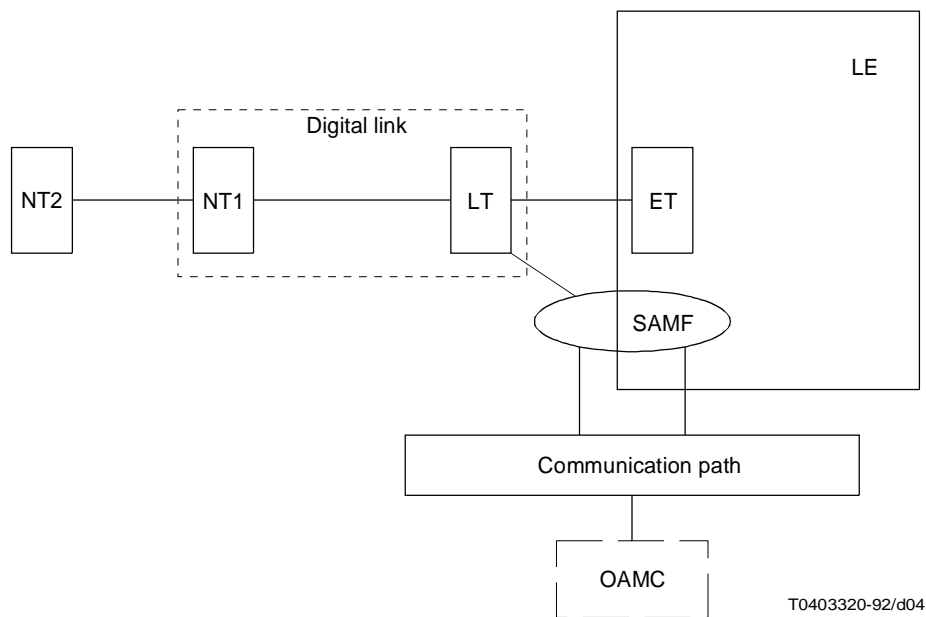 LE
Digital link
NT2
NT1
LT
ET
SAMF
Communication path
OAMC
T0403320-92/d04